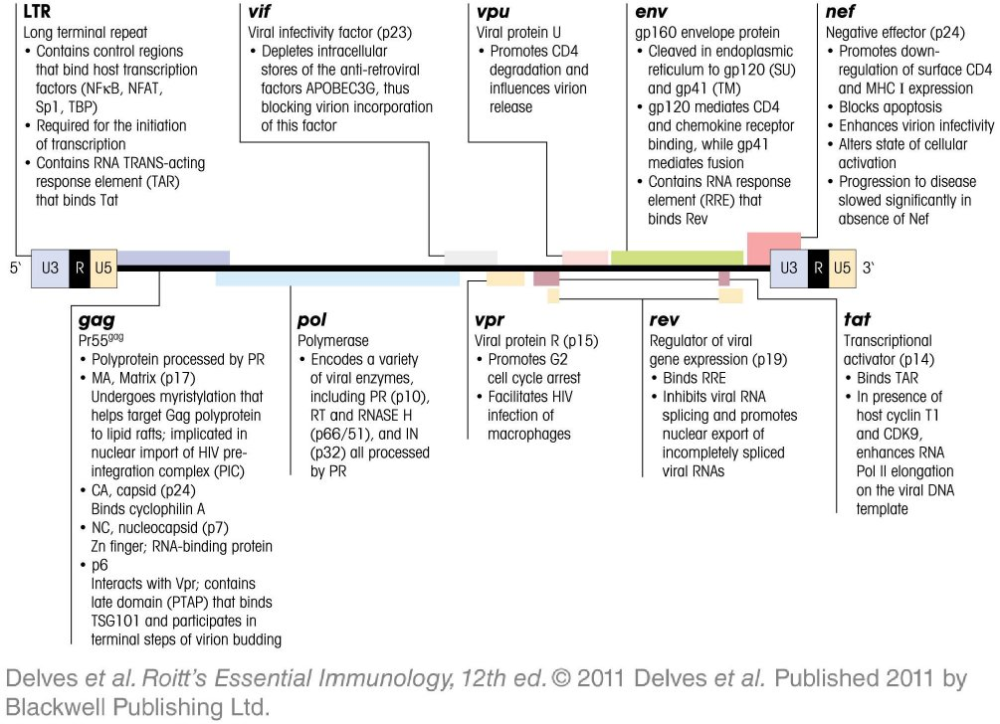 LTR
Long terminal repeat
• Contains control regions
that bind host transcription
factors (NFκB, NFAT,
Sp1, TBP)
• Required for the initiation
of transcription
• Contains RNA TRANS-acting
response element (TAR)
that binds Tat
vif
Viral infectivity factor (p23)
• Depletes intracellular
stores of the anti-retroviral
factors APOBEC3G, thus
blocking virion incorporation
of this factor
vpu
Viral protein U
• Promotes CD4
degradation and
influences virion
release
env
gp160 envelope protein
• Cleaved in endoplasmic
reticulum to gp120 (SU)
and gp41 (TM)
• gp120 mediates CD4
and chemokine receptor
binding, while gp41
mediates fusion
• Contains RNA response
element (RRE) that
binds Rev
nef
Negative effector (p24)
• Promotes down-
regulation of surface CD4
and MHC I expression
• Blocks apoptosis
• Enhances virion infectivity
• Alters state of cellular
activation
• Progression to disease
slowed significantly in
absence of Nef
5‘ U3 R U5 U3 R U5 3‘
gag
Pr55gag
• Polyprotein processed by PR
• MA, Matrix (p17)
Undergoes myristylation that
helps target Gag polyprotein
to lipid rafts; implicated in
nuclear import of HIV pre-
integration complex (PIC)
• CA, capsid (p24)
Binds cyclophilin A
• NC, nucleocapsid (p7)
Zn finger; RNA-binding protein
• p6
Interacts with Vpr; contains
late domain (PTAP) that binds
TSG101 and participates in
terminal steps of virion budding
pol
Polymerase
• Encodes a variety
of viral enzymes,
including PR (p10),
RT and RNASE H
(p66/51), and IN
(p32) all processed
by PR
vpr
Viral protein R (p15)
• Promotes G2
cell cycle arrest
• Facilitates HIV
infection of
macrophages
rev
Regulator of viral
gene expression (p19)
• Binds RRE
• Inhibits viral RNA
splicing and promotes
nuclear export of
incompletely spliced
viral RNAs
tat
Transcriptional
activator (p14)
• Binds TAR
• In presence of
host cyclin T1
and CDK9,
enhances RNA
Pol II elongation
on the viral DNA
template
Delves et al. Roitt’s Essential Immunology, 12th ed. © 2011 Delves et al. Published 2011 by
Blackwell Publishing Ltd.